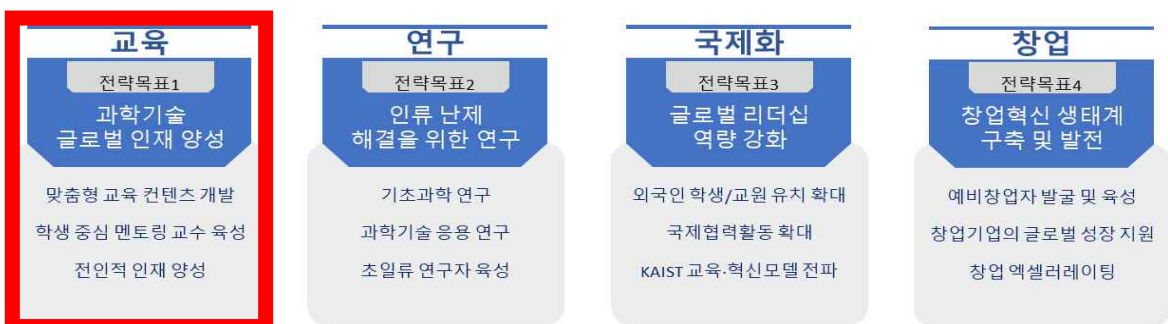 교육
전략목표1
과학기술
글로벌 인재 양성
맞춤형 교육 컨텐츠 개발
학생 중심 멘토링 교수 육성
전인적 인재 양성
연구
전략목표2
인류 난제
해결을 위한 연구
기초과학 연구
과학기술 응용 연구
초일류 연구자 육성
국제화
전략목표3
글로벌 리더십
역량 강화
외국인 학생/교원 유치 확대
국제협력활동 확대
KAIST 교육·혁신모델 전파
창업
전략목표4
창업혁신 생태계
구축 및 발전
예비창업자 발굴 및 육성
창업기업의 글로벌 성장 지원
창업 엑셀러레이팅